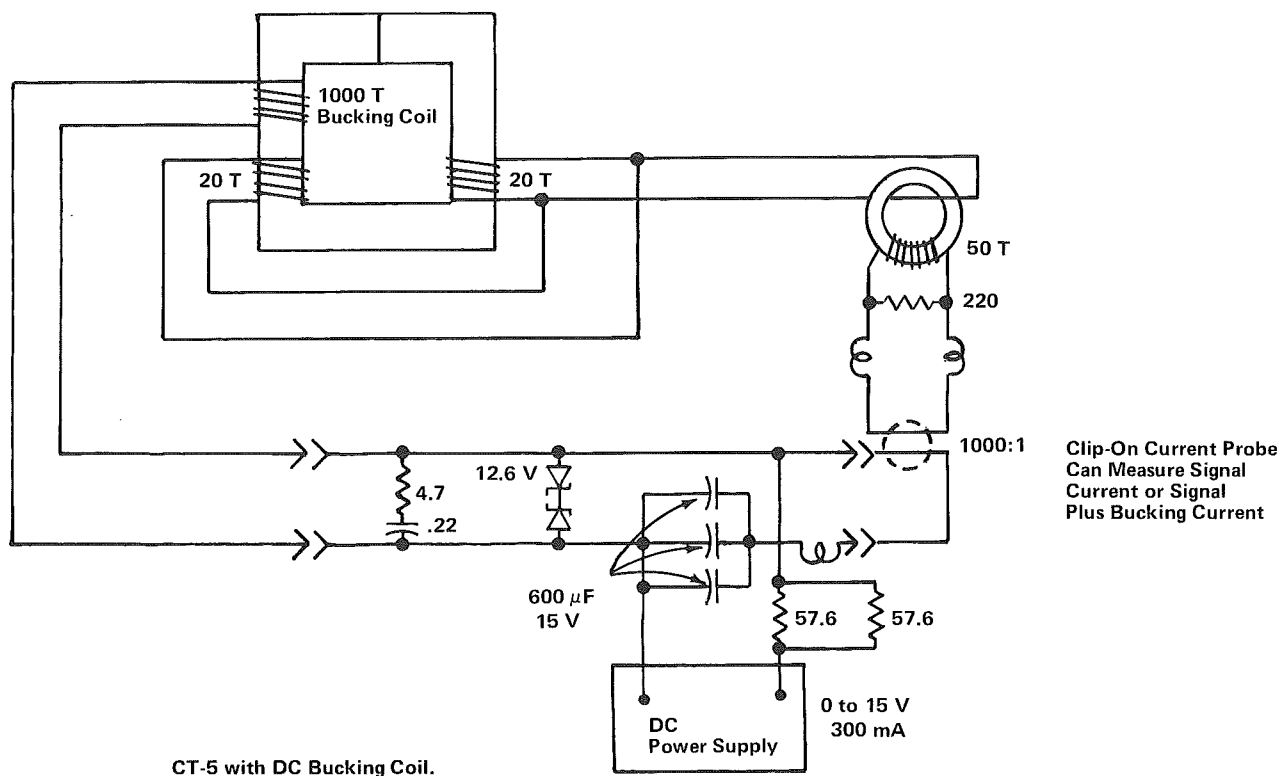 1000 T
Bucking Coil
20 T
20 T
50 T
220
1000:1
Clip-On Current Probe
Can Measure Signal
Current or Signal
Plus Bucking Current
12.6 V
4.7
.22
600 μF
15 V
57.6
57.6
DC
Power Supply
0 to 15 V
300 mA
CT-5 with DC Bucking Coil.